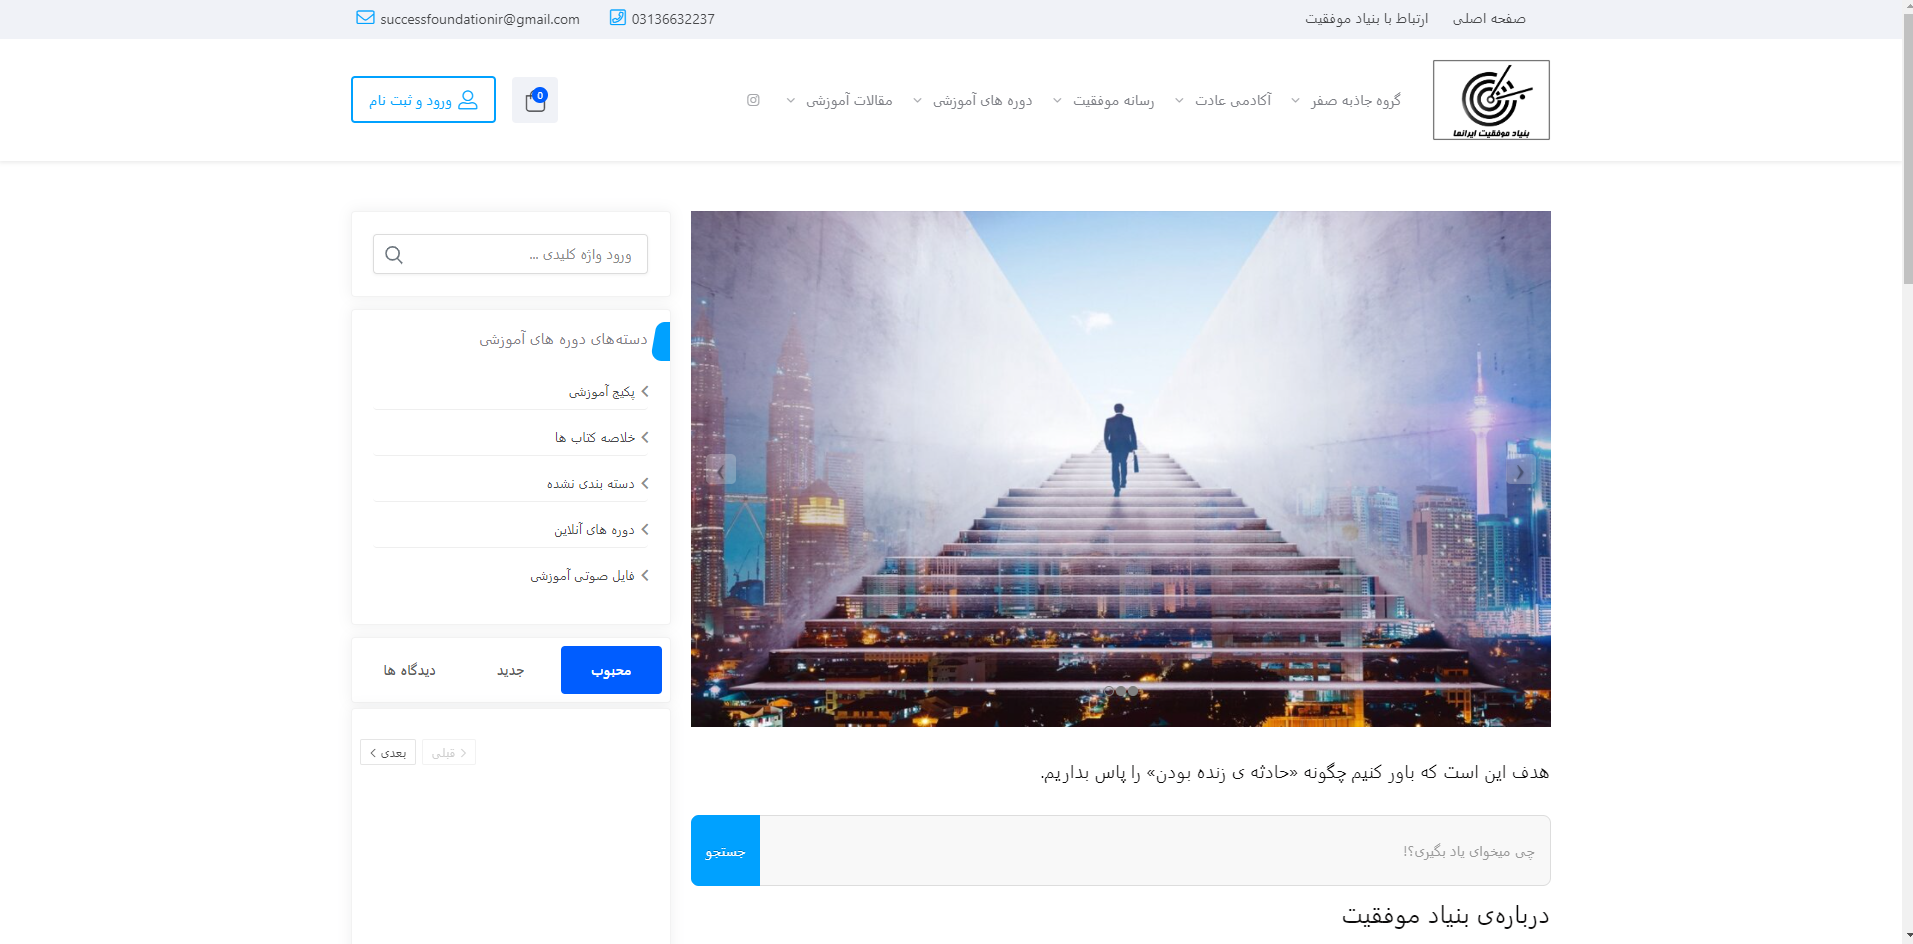 صفحه اصلی
ارتباط با بنیاد موفقیت
03136632237
successfoundationir@gmail.com
بنیاد موفقیت ایرانما
گروه جاذبه صفر
آکادمی عادت
رسانه موفقیت
دوره های آموزشی
مقالات آموزشی
0
ورود و ثبت نام
ورود واژه کلیدی ...
دسته‌های دوره های آموزشی
پکیج آموزشی
خلاصه کتاب ها
دسته بندی نشده
دوره های آنلاین
فایل صوتی آموزشی
محبوب
جدید
دیدگاه ها
قبلی
بعدی
هدف این است که باور کنیم چگونه «حادثه ی زنده بودن» را پاس بداریم.
چی میخوای یاد بگیری؟!
جستجو
درباره‌ی بنیاد موفقیت